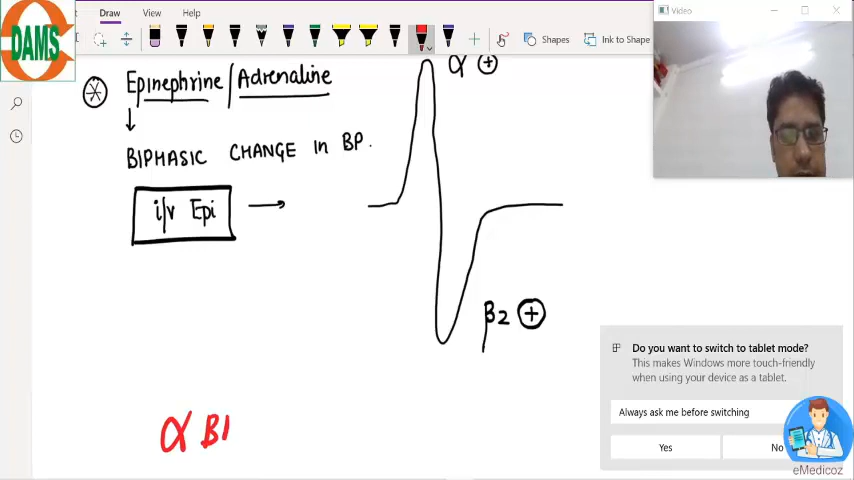 DAMS
Draw View Help
Shapes Ink to Shape
Video
Epinephrine/Adrenaline
α +
BIPHASIC CHANGE in BP.
i/v Epi
β2 +
Do you want to switch to tablet mode?
This makes Windows more touch-friendly
when using your device as a tablet.
Always ask me before switching
Yes No
eMedicoz
α Bl